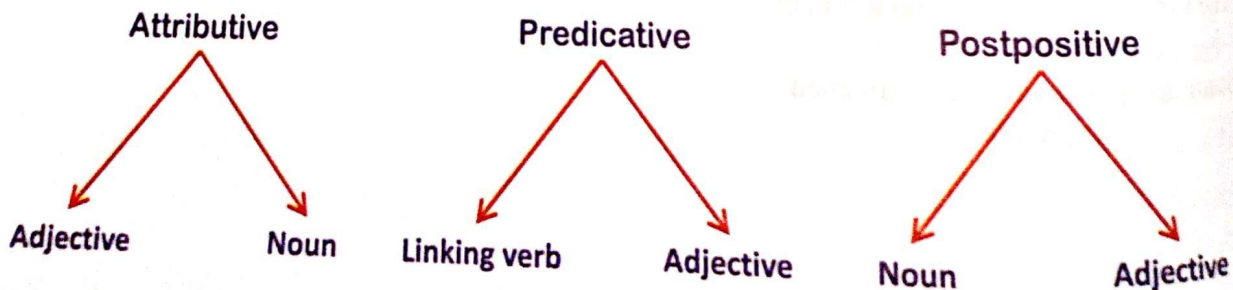 Attributive
Predicative
Postpositive
Adjective
Noun
Linking verb
Adjective
Noun
Adjective